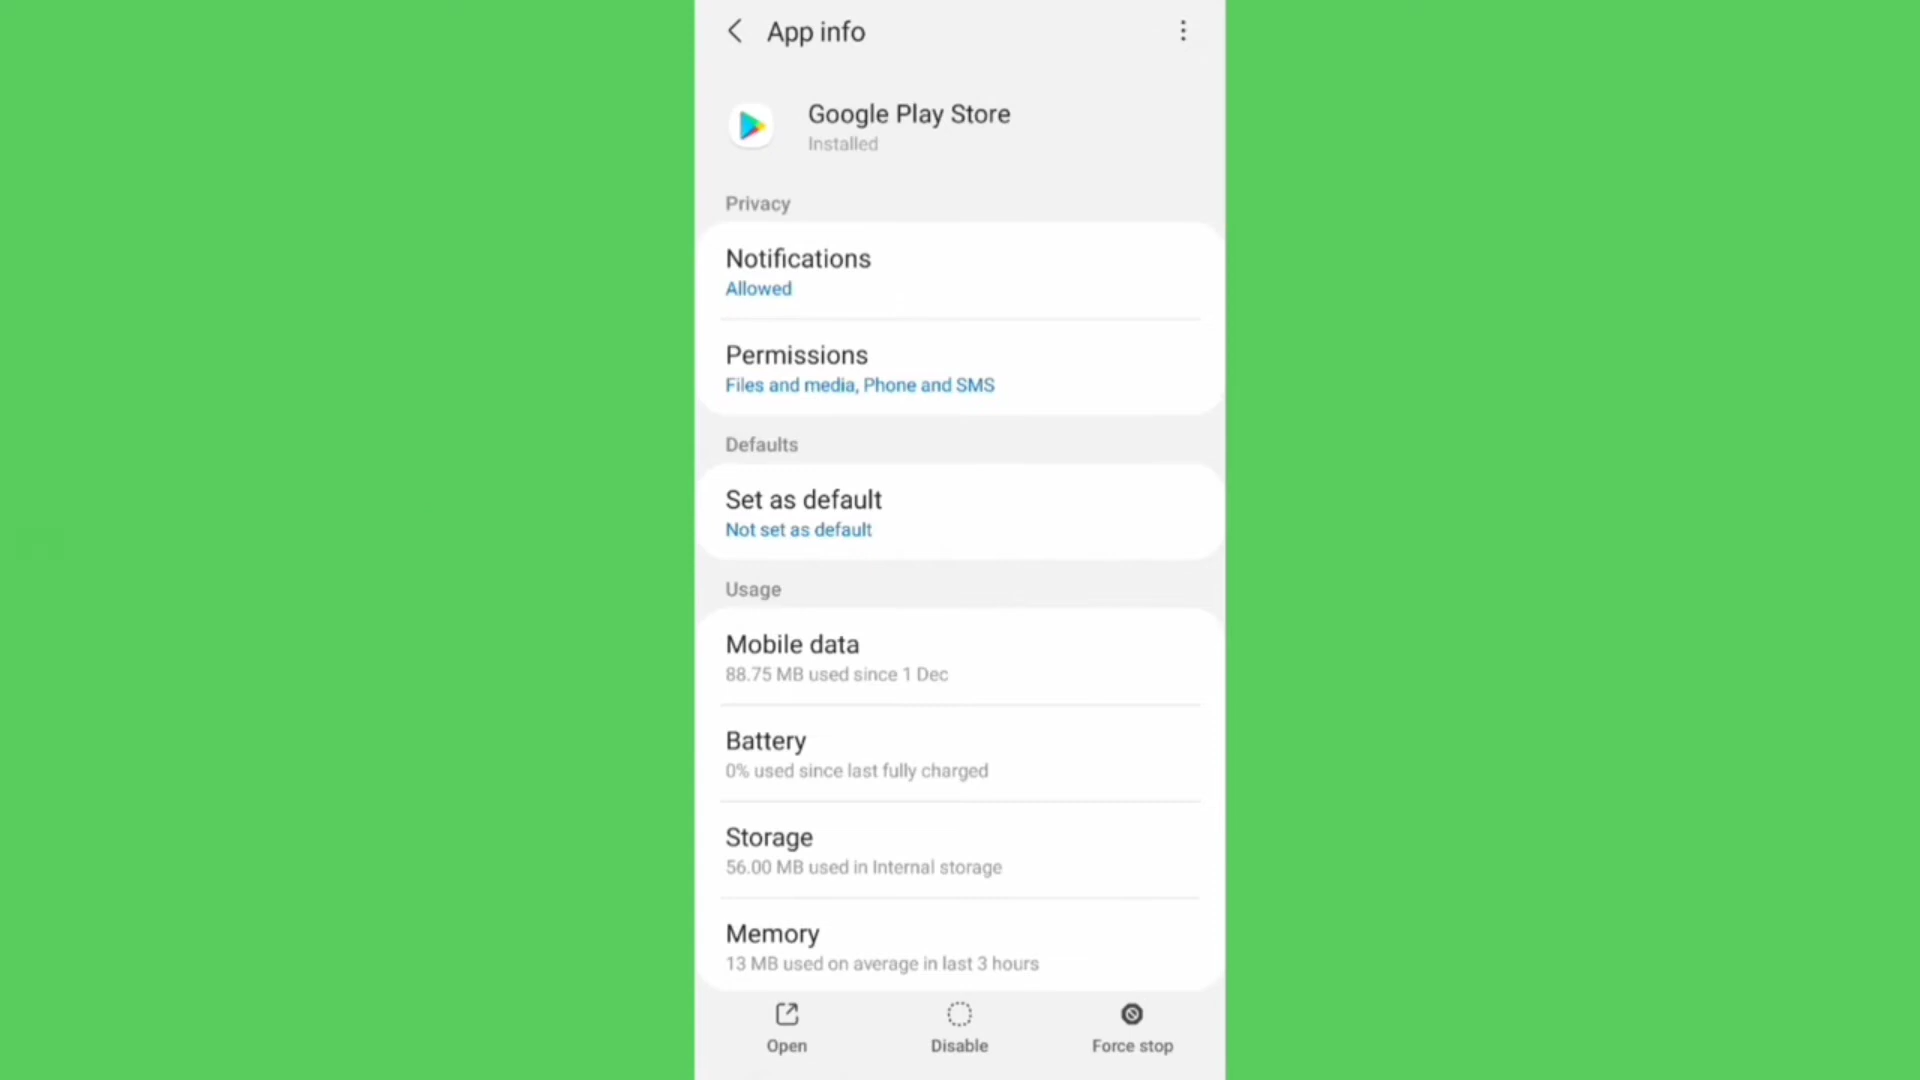 App info
Google Play Store
Installed
Privacy
Notifications
Allowed
Permissions
Files and media, Phone and SMS
Defaults
Set as default
Not set as default
Usage
Mobile data
88.75 MB used since 1 Dec
Battery
0% used since last fully charged
Storage
56.00 MB used in Internal storage
Memory
13 MB used on average in last 3 hours
Open
Disable
Force stop